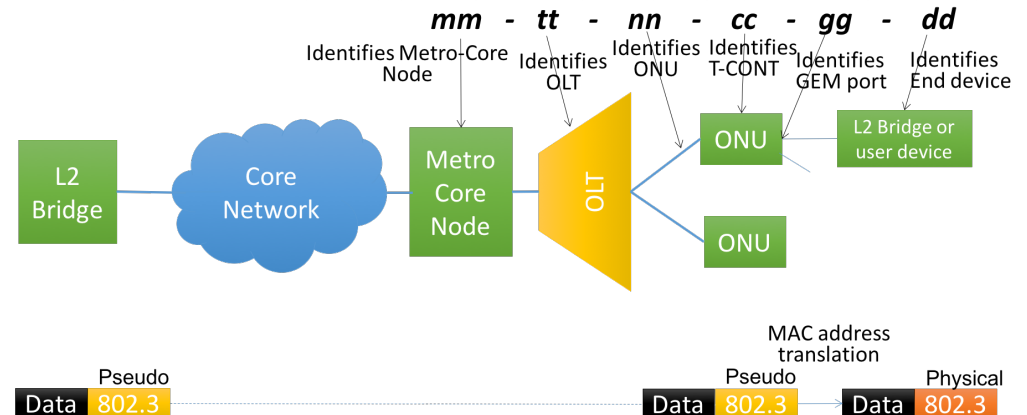 mm - tt - nn - cc - gg - dd
Identifies Metro-Core
Node
Identifies
OLT
Identifies
ONU
Identifies
T-CONT
Identifies
GEM port
Identifies
End device
L2
Bridge
Core
Network
Metro
Core
Node
OLT
ONU
L2 Bridge or
user device
ONU
MAC address
translation
Pseudo
Data 802.3
Pseudo
Data 802.3
Physical
Data 802.3